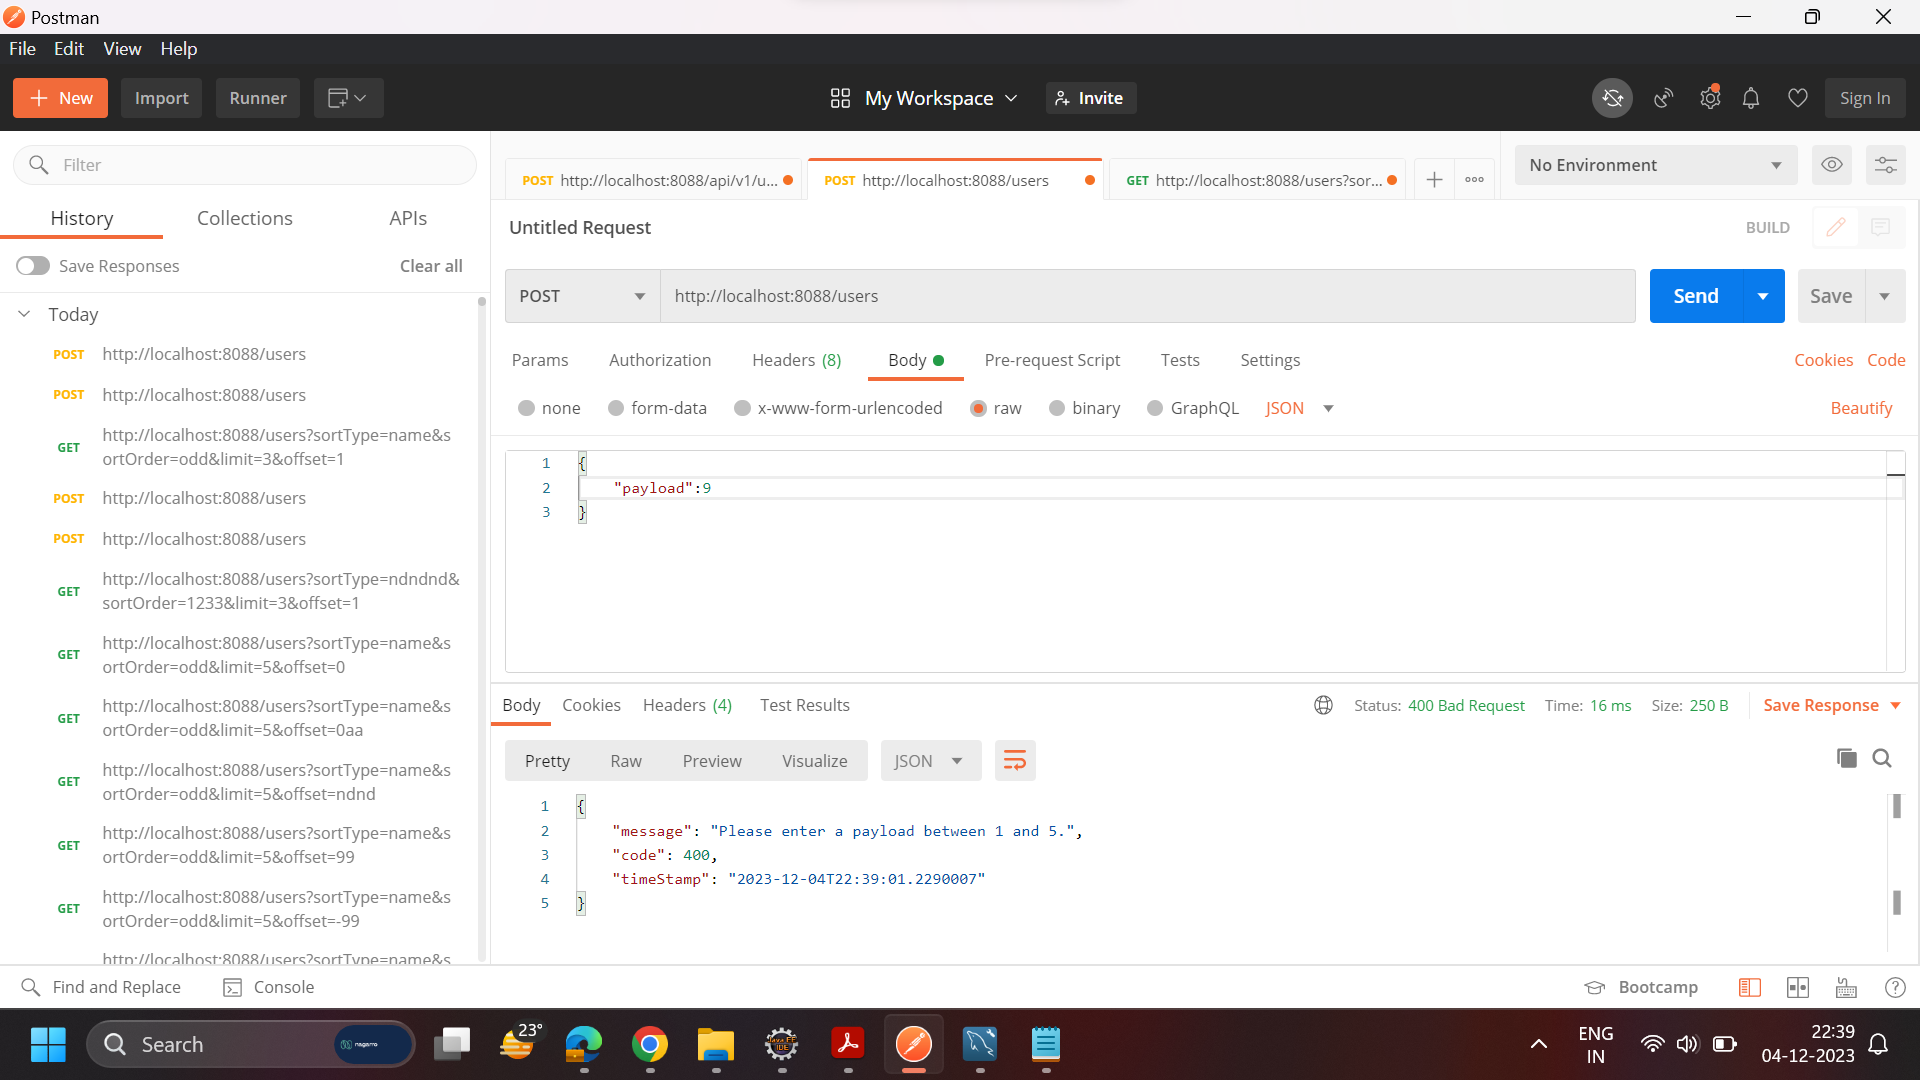 Postman
File Edit View Help
New Import Runner My Workspace Invite Sign In
Filter
History Collections APIs
Save Responses Clear all
Today
POST http://localhost:8088/users
POST http://localhost:8088/users
GET http://localhost:8088/users?sortType=name&s
ortOrder=odd&limit=3&offset=1
POST http://localhost:8088/users
POST http://localhost:8088/users
GET http://localhost:8088/users?sortType=ndndnd&
sortOrder=1233&limit=3&offset=1
GET http://localhost:8088/users?sortType=name&s
ortOrder=odd&limit=5&offset=0
GET http://localhost:8088/users?sortType=name&s
ortOrder=odd&limit=5&offset=0aa
GET http://localhost:8088/users?sortType=name&s
ortOrder=odd&limit=5&offset=ndnd
GET http://localhost:8088/users?sortType=name&s
ortOrder=odd&limit=5&offset=99
GET http://localhost:8088/users?sortType=name&s
ortOrder=odd&limit=5&offset=-99
http://localhost:8088/users?sortType=name&s
POST http://localhost:8088/api/v1/u... POST http://localhost:8088/users GET http://localhost:8088/users?sor... No Environment
Untitled Request BUILD
POST http://localhost:8088/users Send Save
Params Authorization Headers (8) Body Pre-request Script Tests Settings Cookies Code
none form-data x-www-form-urlencoded raw binary GraphQL JSON Beautify
1 {
2 "payload":9
3 }
Body Cookies Headers (4) Test Results Status: 400 Bad Request Time: 16 ms Size: 250 B Save Response
Pretty Raw Preview Visualize JSON
1 {
2 "message": "Please enter a payload between 1 and 5.",
3 "code": 400,
4 "timeStamp": "2023-12-04T22:39:01.2290007"
5 }
Find and Replace Console Bootcamp
Search nagarro 23° Java EE IDE ENG 22:39
IN 04-12-2023